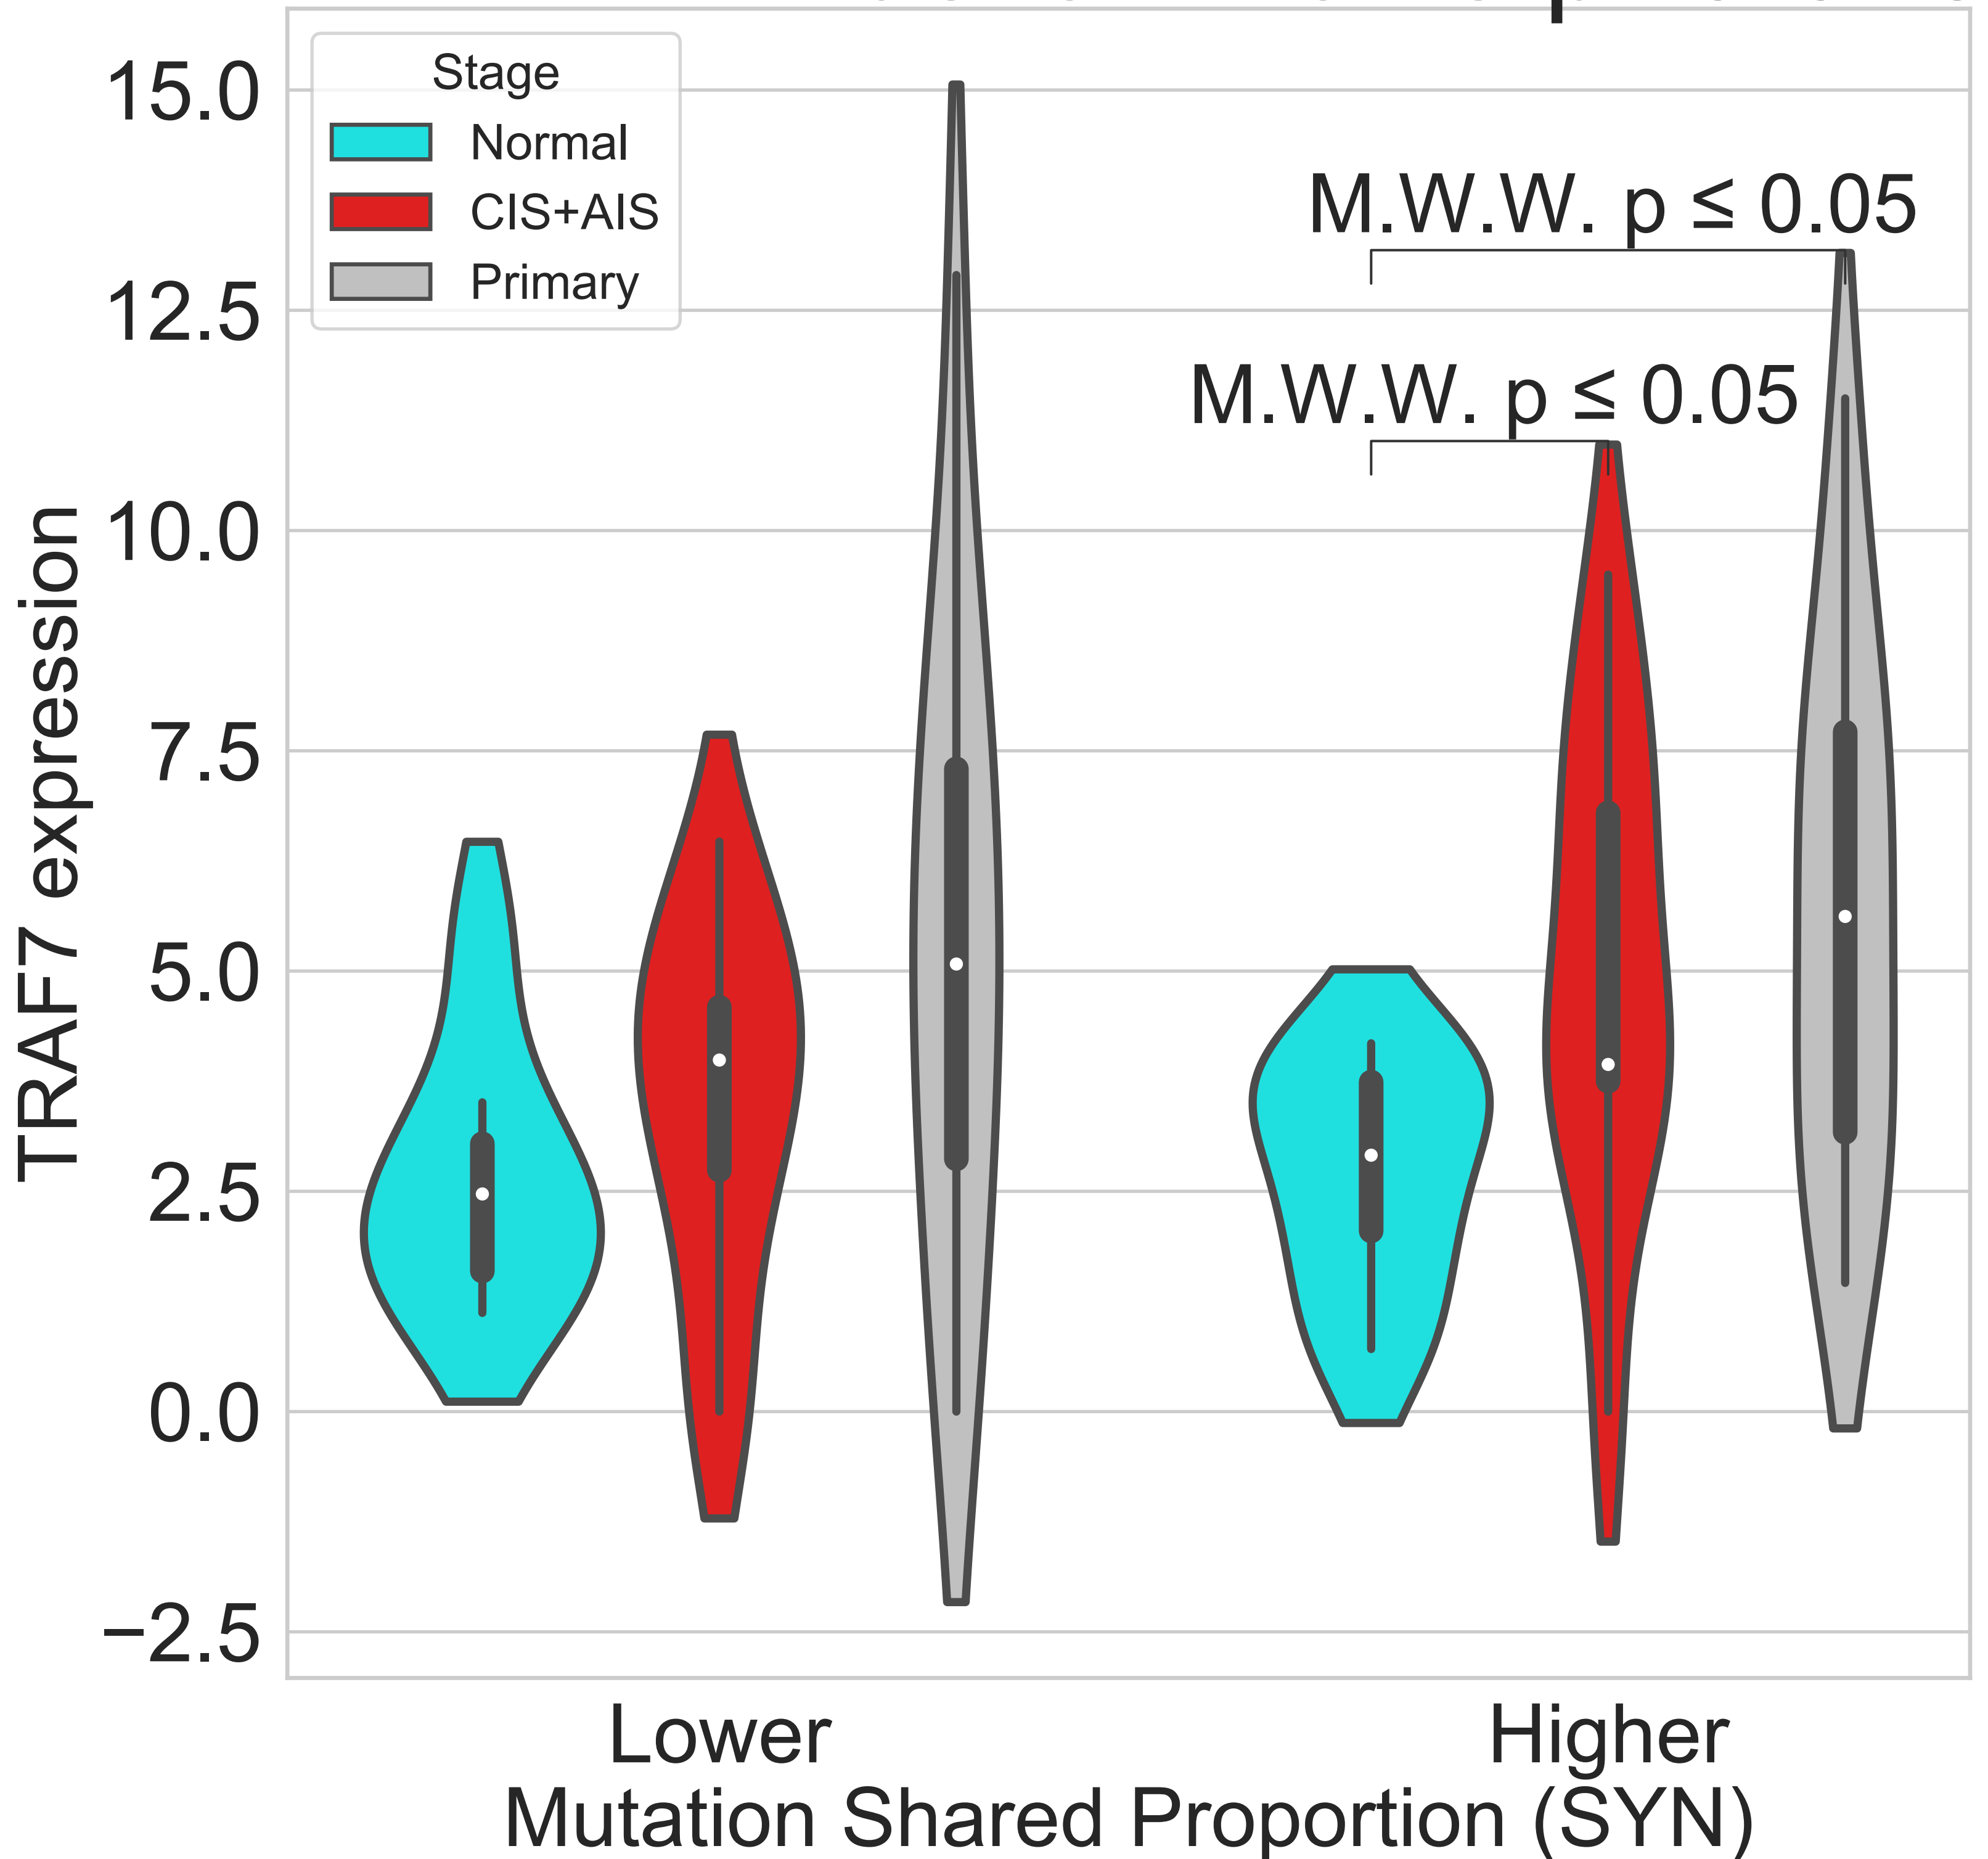 Stage
Normal
CIS+AIS
Primary
M.W.W. p ≤ 0.05
M.W.W. p ≤ 0.05
15.0
12.5
10.0
7.5
5.0
2.5
0.0
−2.5
TRAF7 expression
Lower
Higher
Mutation Shared Proportion (SYN)